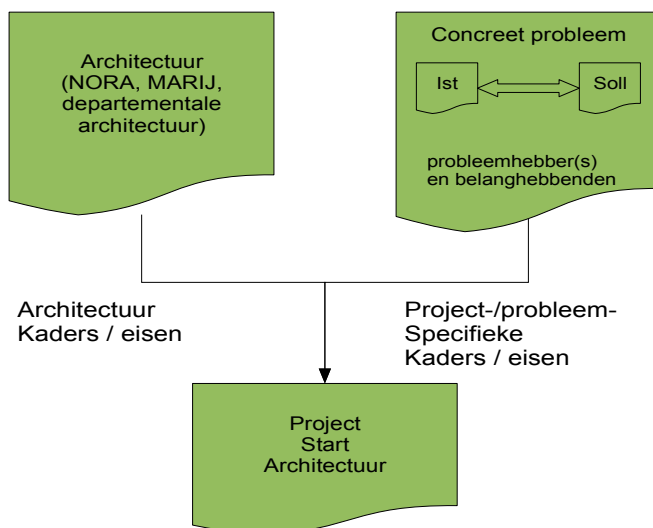 Architectuur
(NORA, MARIJ,
departementale
architectuur)
Concreet probleem
Ist
Soll
probleemhebber(s)
en belanghebbenden
Architectuur
Kaders / eisen
Project-/probleem-
Specifieke
Kaders / eisen
Project
Start
Architectuur